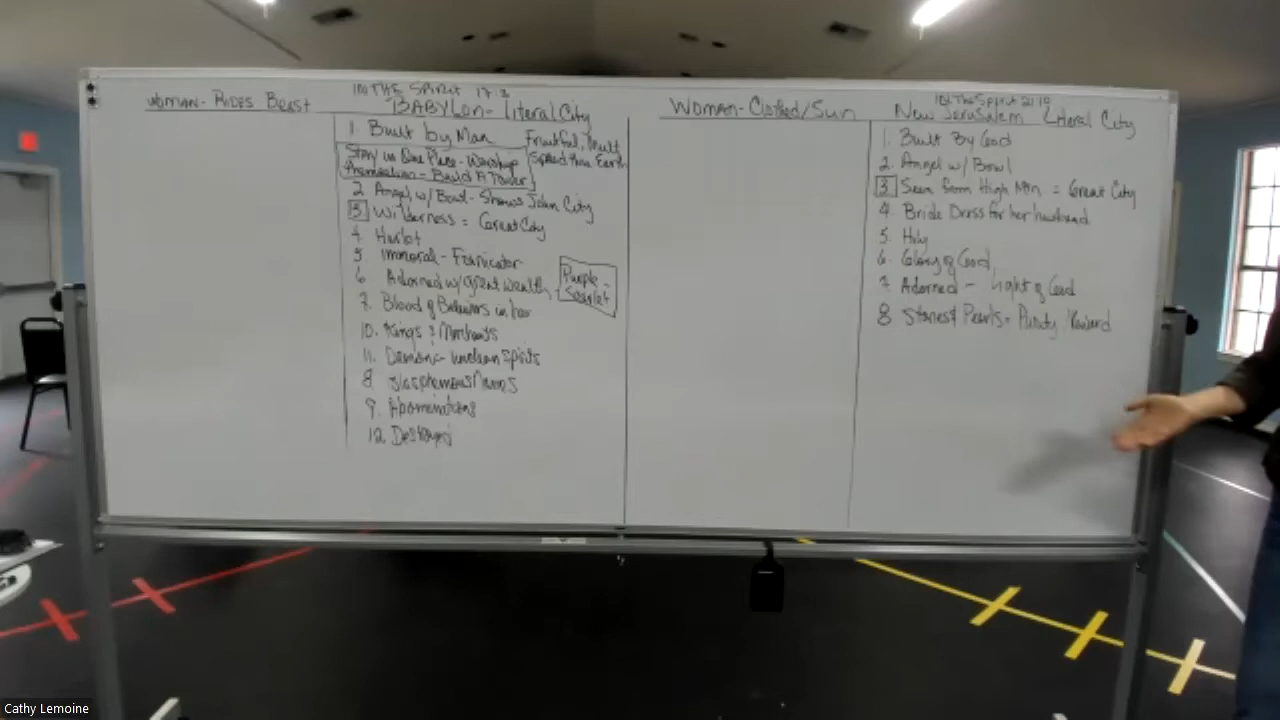 IN THE SPIRIT 17:3
WOMAN - RIDES BEAST
BABYLON - Literal City
1. Built by Man
Fruitful, Mult
Spread thru Earth
Stay in One Place - Worship
Themselves - Build A Tower
2 Angel w/ Bowl - Shows John City
3 Wilderness = Great City
4 Harlot
5 Immoral - Fornicator
6 Adorned w/ great wealth
Purple -
Scarlet
7. Blood of Believers in her
10. Kings & Merchants
11. Demonic - unclean spirits
8. Blasphemous Names
9. Abominations
12. Destroyed
Woman - Clothed/Sun
In The Spirit 21:10
New Jerusalem Literal City
1. Built By God
2. Angel w/ Bowl
3. Seen from High Mtn = Great City
4. Bride Dress for her husband
5. Holy
6. Glory of God
7. Adorned - Light of God
8 Stones & Pearls = Purity
Cathy Lemoine